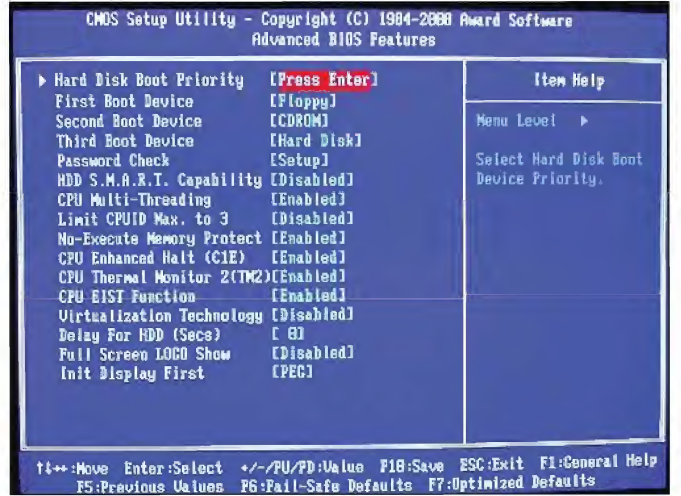 CMOS Setup Utility - Copyright (C) 1984-2008 Award Software
Advanced BIOS Features
Hard Disk Boot Priority [Press Enter]
First Boot Device [Floppy]
Second Boot Device [CDROM]
Third Boot Device [Hard Disk]
Password Check [Setup]
HDD S.M.A.R.T. Capability [Disabled]
CPU Multi-Threading [Enabled]
Limit CPUID Max. to 3 [Disabled]
No-Execute Memory Protect [Enabled]
CPU Enhanced Halt (C1E) [Enabled]
CPU Thermal Monitor 2(TM2)[Enabled]
CPU EIST Function [Enabled]
Virtualization Technology [Disabled]
Delay For HDD (Secs) [ 0]
Full Screen LOGO Show [Disabled]
Init Display First [PEG]
Item Help
Menu Level ▶
Select Hard Disk Boot
Device Priority.
↑↓→←:Move Enter:Select +/-/PU/PD:Value F10:Save ESC:Exit F1:General Help
F5:Previous Values F6:Fail-Safe Defaults F7:Optimized Defaults